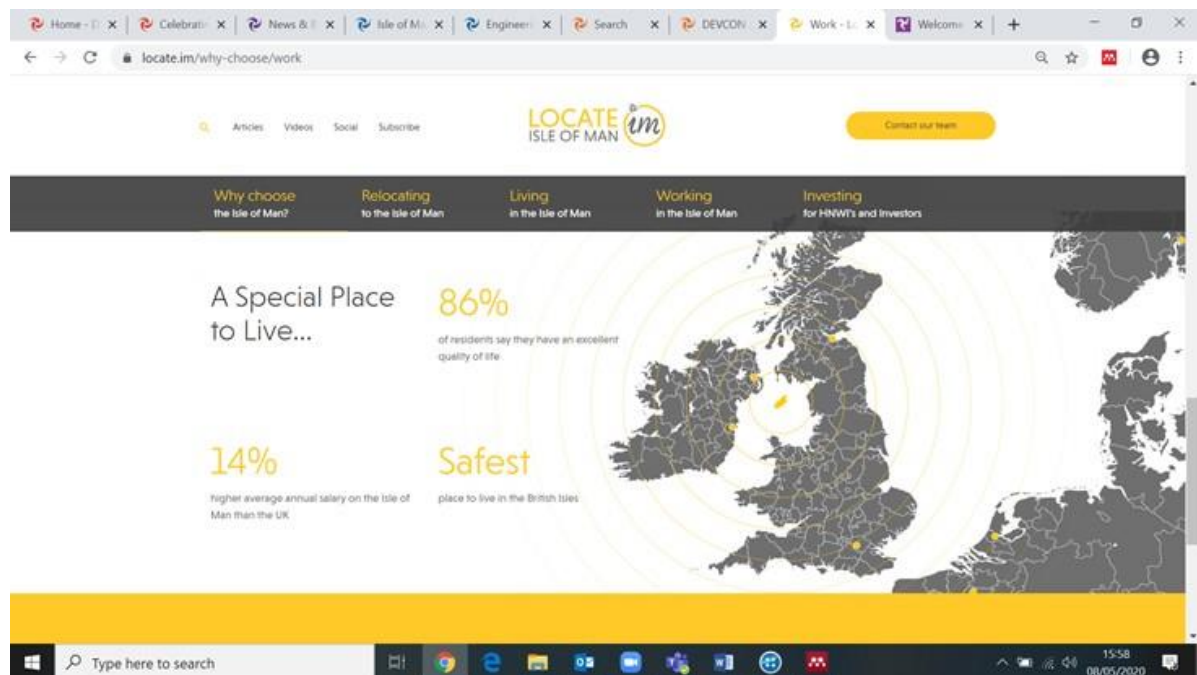 Home - D
Celebrati
News & E
Isle of Ma
Engineeri
Search
DEVCON
Work - Lo
Welcome
locate.im/why-choose/work
Articles Videos Social Subscribe
LOCATE
ISLE OF MAN
im
Contact our team
Why choose
the Isle of Man?
Relocating
to the Isle of Man
Living
in the Isle of Man
Working
in the Isle of Man
Investing
for HNWI's and Investors
A Special Place
to Live...
86%
of residents say they have an excellent
quality of life
14%
higher average annual salary on the Isle of
Man than the UK
Safest
place to live in the British Isles
Type here to search
15:58
08/05/2020